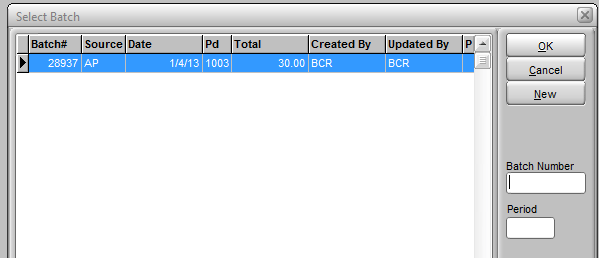 Select Batch
Batch# Source Date Pd Total Created By Updated By P
28937 AP 1/4/13 1003 30.00 BCR BCR
OK
Cancel
New
Batch Number
Period